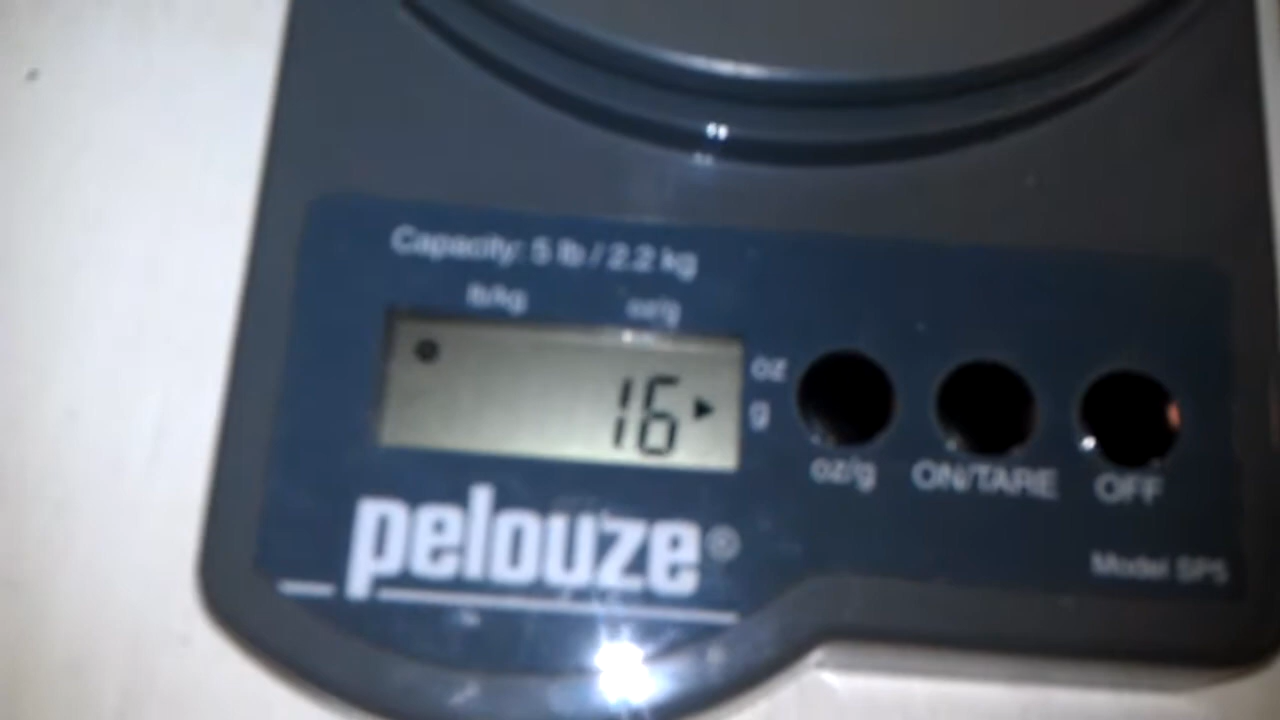 Capacity: 5 lb / 2.2 kg
lb/kg oz/g
16
oz
g
oz/g ON/TARE OFF
pelouze®
Model SP5